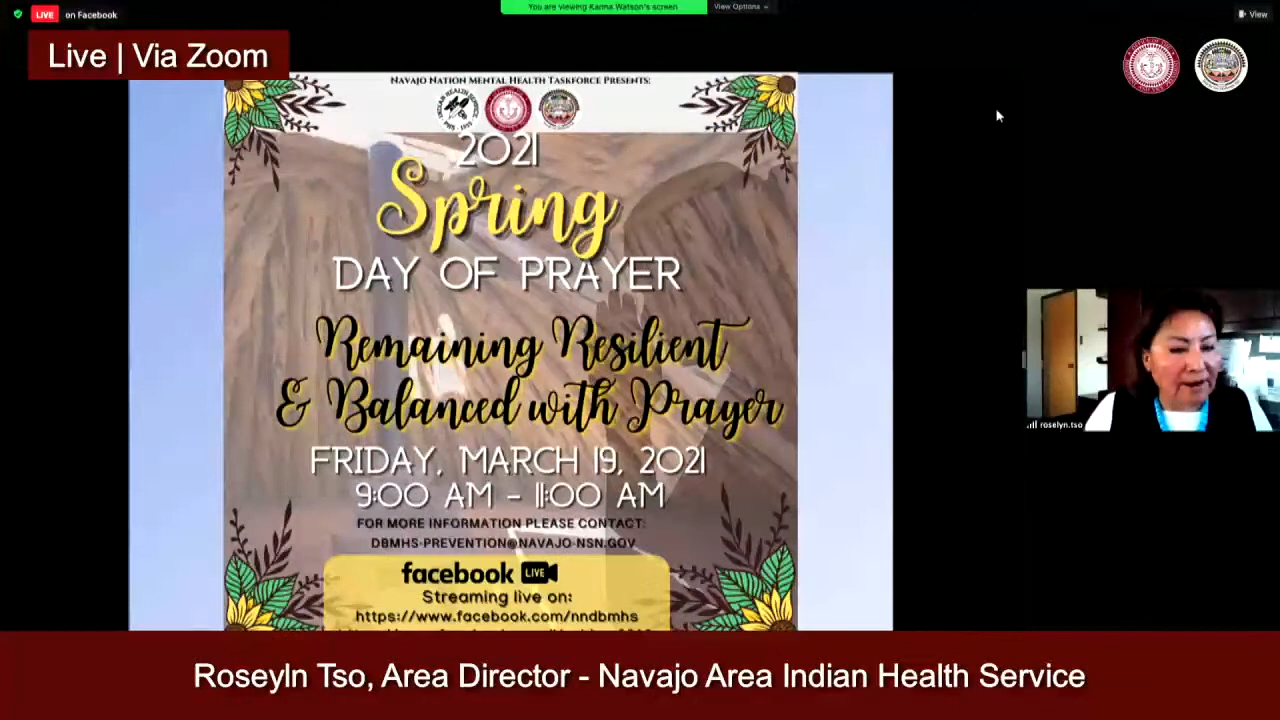 LIVE on Facebook
You are viewing Karina Watson's screen
View Options
View
Live | Via Zoom
NAVAJO NATION MENTAL HEALTH TASKFORCE PRESENTS:
2021
Spring
DAY OF PRAYER
Remaining Resilient
& Balanced with Prayer
FRIDAY, MARCH 19, 2021
9:00 AM - 11:00 AM
FOR MORE INFORMATION PLEASE CONTACT:
DBMHS-PREVENTION@NAVAJO-NSN.GOV
facebook LIVE
Streaming live on:
https://www.facebook.com/nndbmhs
roselyn.tso
Roseyln Tso, Area Director - Navajo Area Indian Health Service